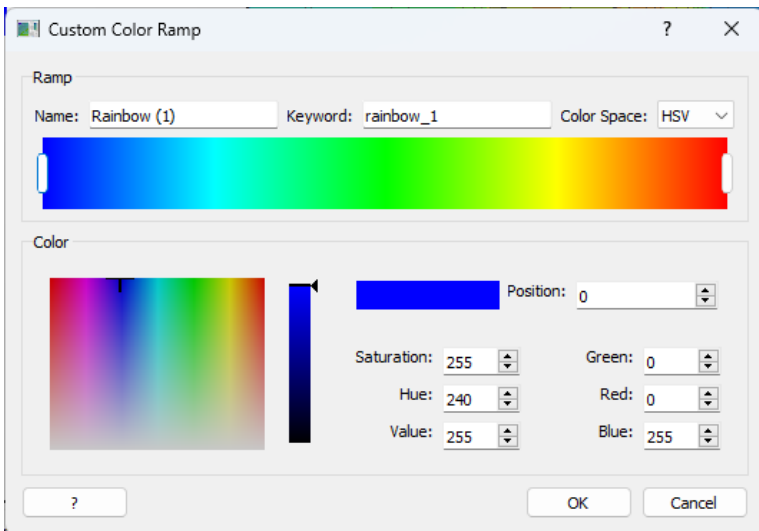 Custom Color Ramp ? ×
Ramp
Name: Rainbow (1) Keyword: rainbow_1 Color Space: HSV
Color
Position: 0
Saturation: 255 Green: 0
Hue: 240 Red: 0
Value: 255 Blue: 255
? OK Cancel